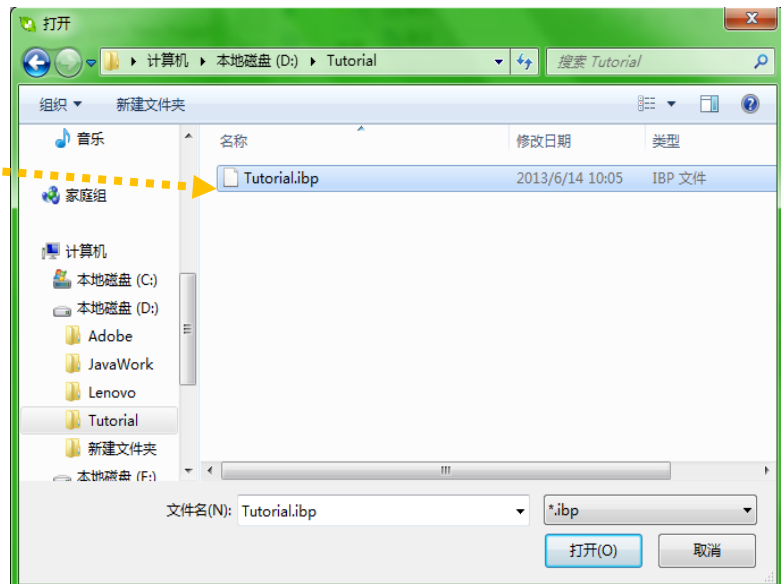 打开
计算机 本地磁盘 (D:) Tutorial 搜索 Tutorial
组织 新建文件夹
名称 修改日期 类型
Tutorial.ibp 2013/6/14 10:05 IBP 文件
音乐
家庭组
计算机
本地磁盘 (C:)
本地磁盘 (D:)
Adobe
JavaWork
Lenovo
Tutorial
新建文件夹
本地磁盘 (E:)
文件名(N): Tutorial.ibp *.ibp
打开(O) 取消